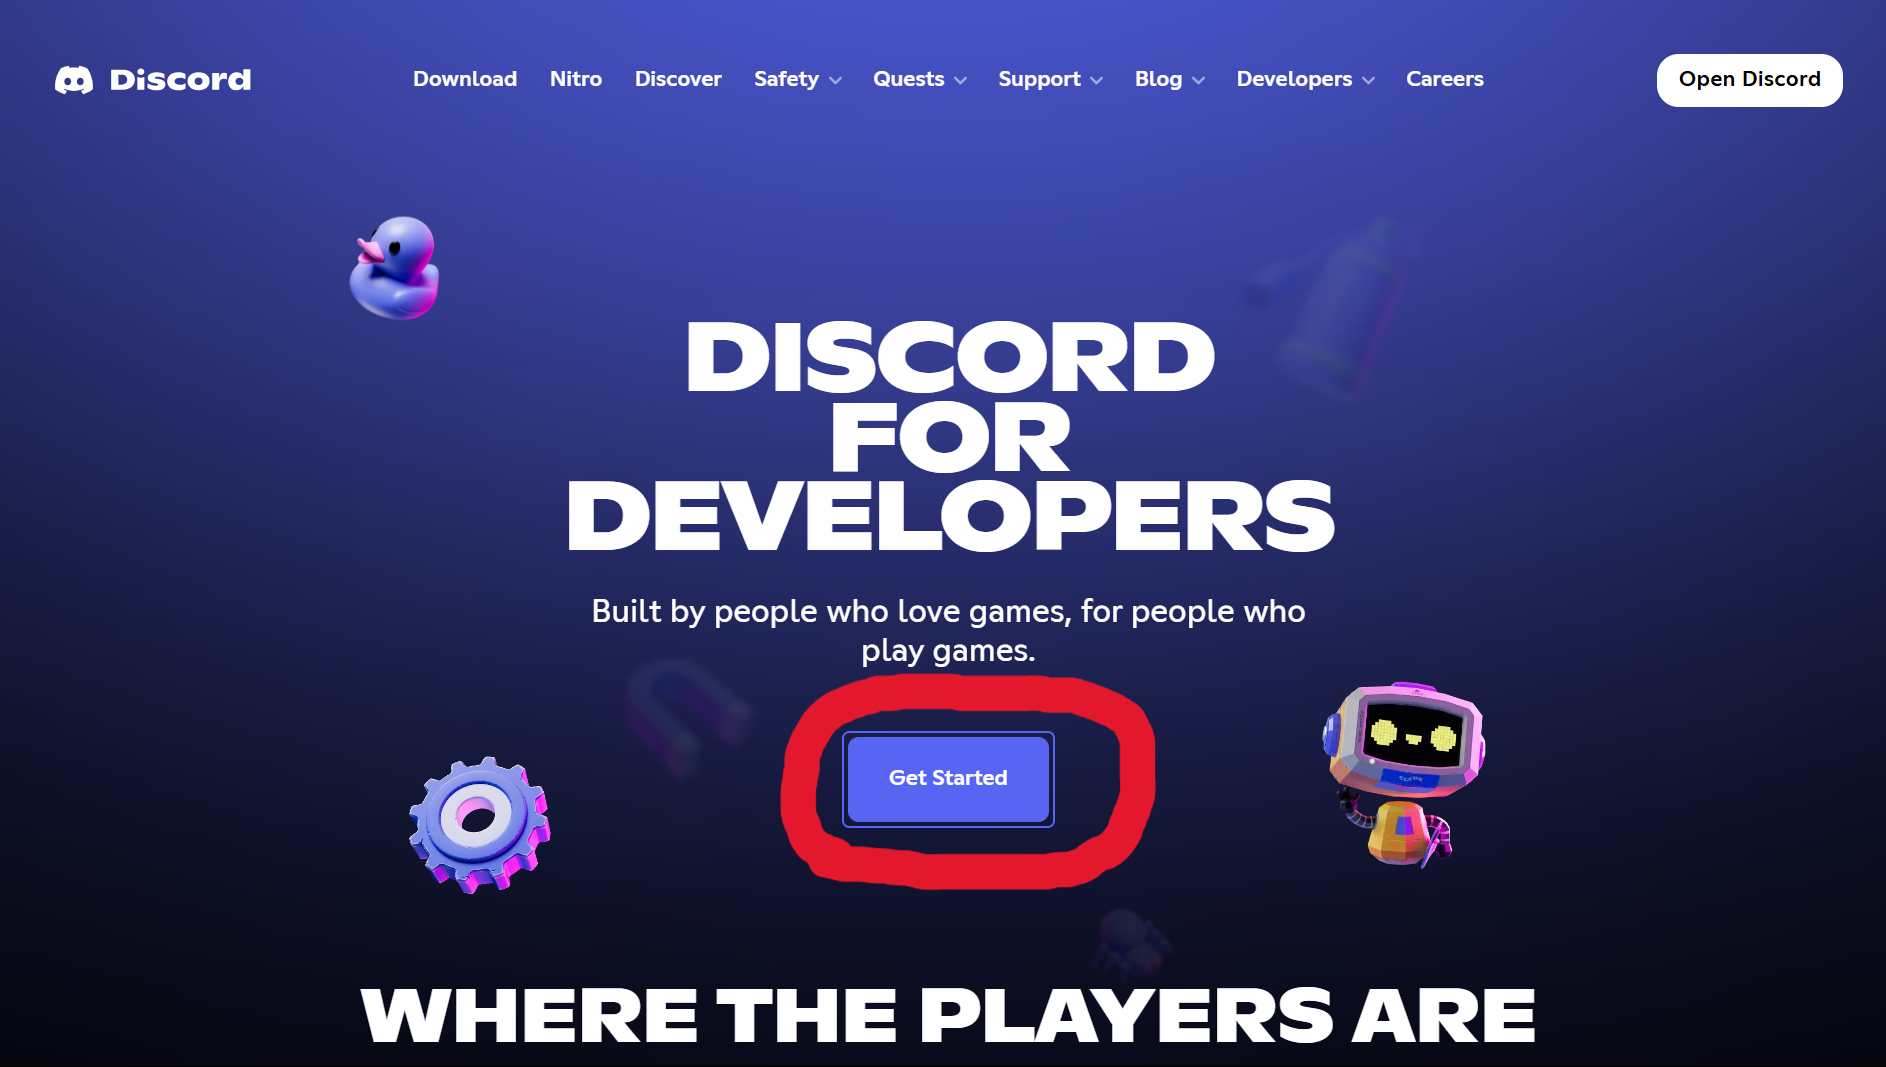 Discord
Download Nitro Discover Safety Quests Support Blog Developers Careers
Open Discord
DISCORD
FOR
DEVELOPERS
Built by people who love games, for people who
play games.
Get Started
WHERE THE PLAYERS ARE